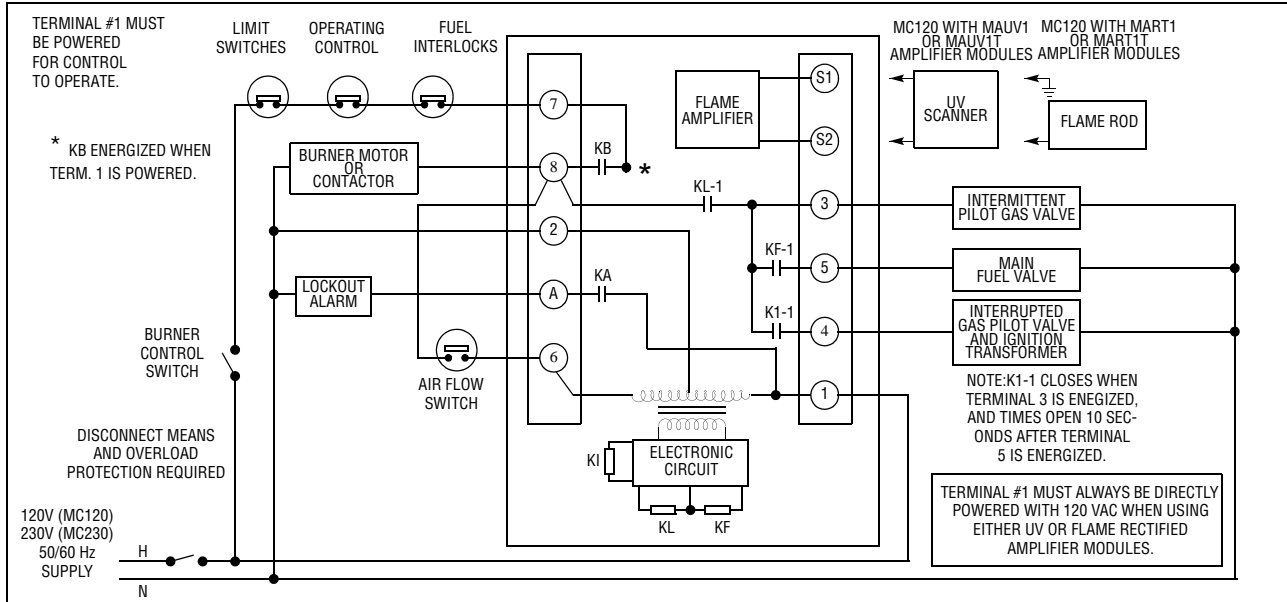 TERMINAL #1 MUST
BE POWERED
FOR CONTROL
TO OPERATE.
* KB ENERGIZED WHEN
TERM. 1 IS POWERED.
LIMIT
SWITCHES
OPERATING
CONTROL
FUEL
INTERLOCKS
BURNER MOTOR
OR
CONTACTOR
LOCKOUT
ALARM
BURNER
CONTROL
SWITCH
AIR FLOW
SWITCH
DISCONNECT MEANS
AND OVERLOAD
PROTECTION REQUIRED
120V (MC120)
230V (MC230)
50/60 Hz
SUPPLY
H
N
7
8
2
A
6
KB
*
KL-1
KA
KF-1
K1-1
FLAME
AMPLIFIER
S1
S2
3
5
4
1
ELECTRONIC
CIRCUIT
KI
KL
KF
MC120 WITH MAUV1
OR MAUV1T
AMPLIFIER MODULES
MC120 WITH MART1
OR MART1T
AMPLIFIER MODULES
UV
SCANNER
FLAME ROD
INTERMITTENT
PILOT GAS VALVE
MAIN
FUEL VALVE
INTERRUPTED
GAS PILOT VALVE
AND IGNITION
TRANSFORMER
NOTE:K1-1 CLOSES WHEN
TERMINAL 3 IS ENEGIZED,
AND TIMES OPEN 10 SEC-
ONDS AFTER TERMINAL
5 IS ENERGIZED.
TERMINAL #1 MUST ALWAYS BE DIRECTLY
POWERED WITH 120 VAC WHEN USING
EITHER UV OR FLAME RECTIFIED
AMPLIFIER MODULES.